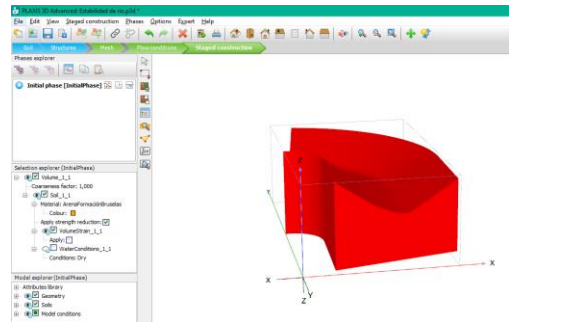 PLAXIS 3D Advanced: Estabilidad de rio.p3d *
File Edit View Staged construction Phases Options Expert Help
Soil Structures Mesh Flow conditions Staged construction
Phases explorer
Initial phase [InitialPhase]
Selection explorer (InitialPhase)
Volume_1_1
Coarseness factor: 1,000
Soil_1_1
Material: ArenaFormaciónBruselas
Colour:
Apply strength reduction:
VolumeStrain_1_1
Apply:
WaterConditions_1_1
Conditions: Dry
Model explorer (InitialPhase)
Attributes library
Geometry
Soils
Model conditions
Z
Y
X
X
Y
Z